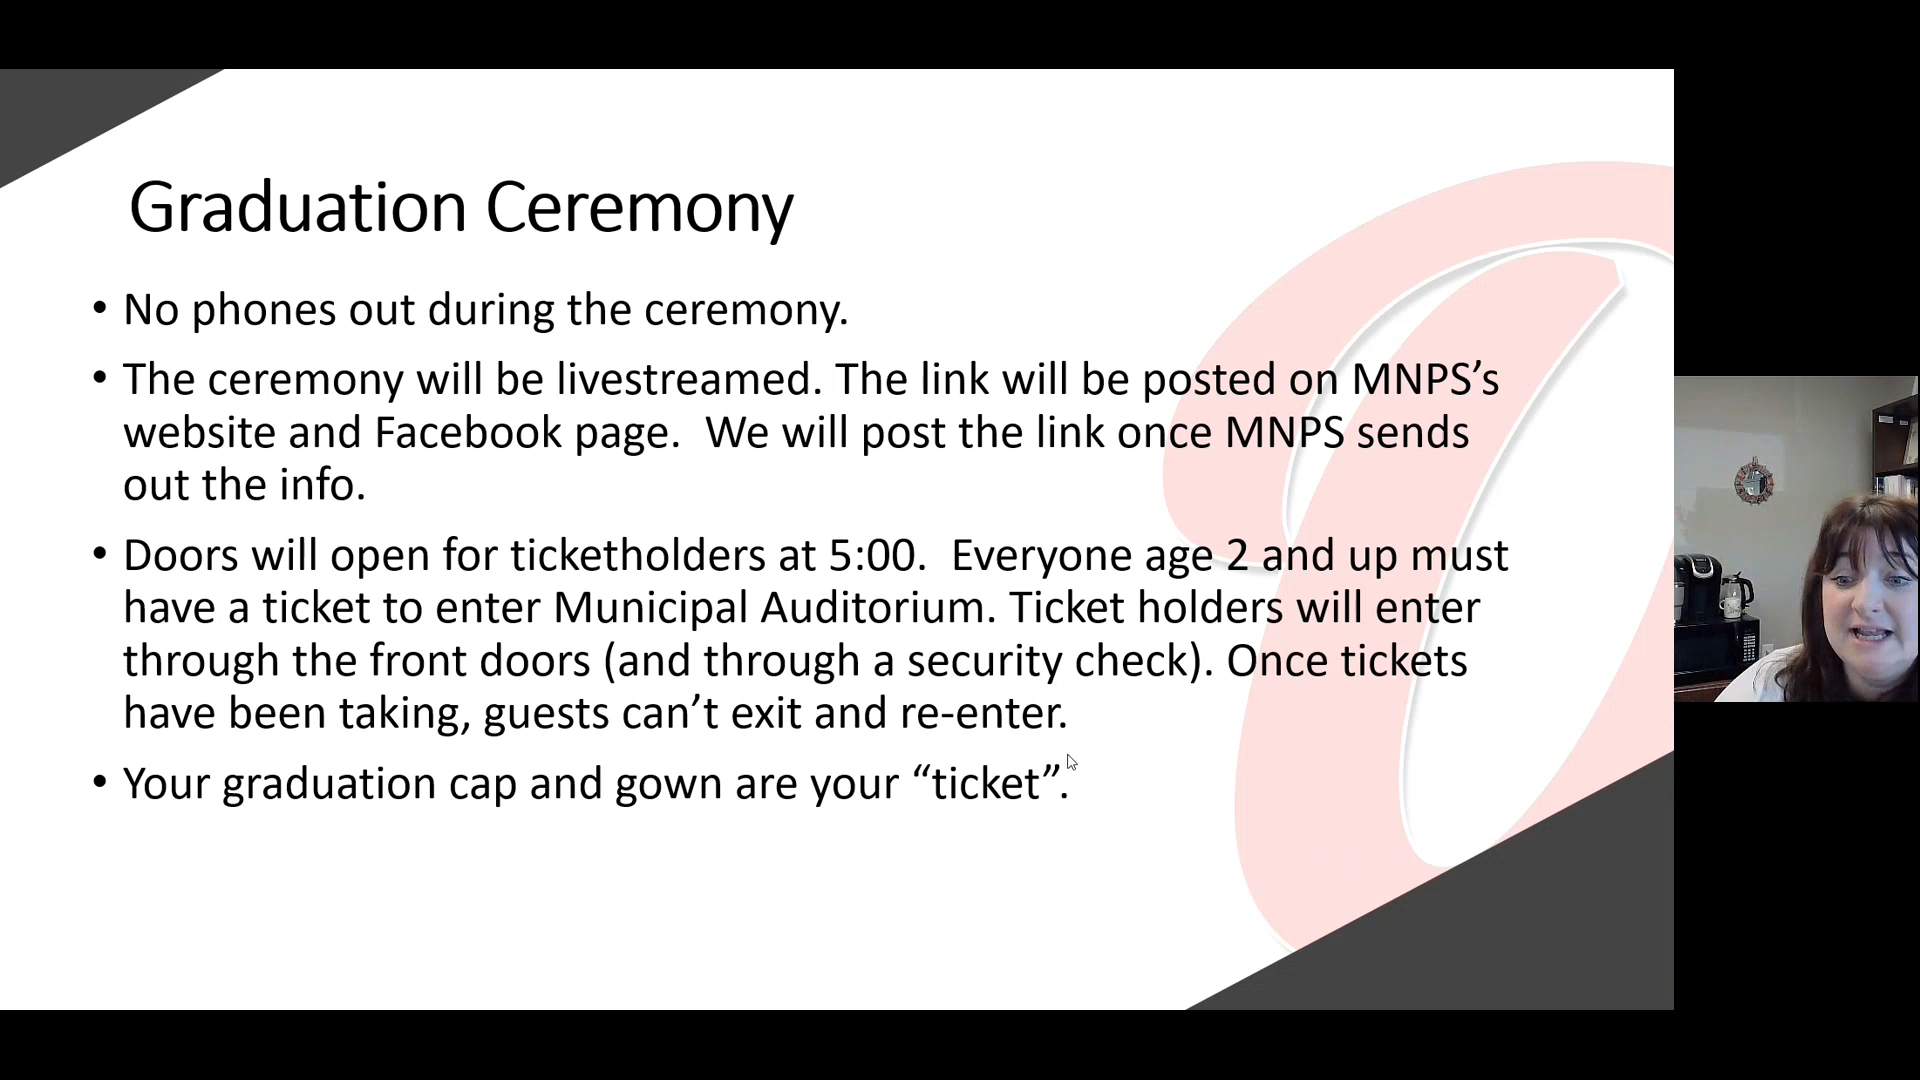 Graduation Ceremony
• No phones out during the ceremony.
• The ceremony will be livestreamed. The link will be posted on MNPS’s
website and Facebook page.  We will post the link once MNPS sends
out the info.
• Doors will open for ticketholders at 5:00.  Everyone age 2 and up must
have a ticket to enter Municipal Auditorium. Ticket holders will enter
through the front doors (and through a security check). Once tickets
have been taking, guests can’t exit and re-enter.
• Your graduation cap and gown are your “ticket”.